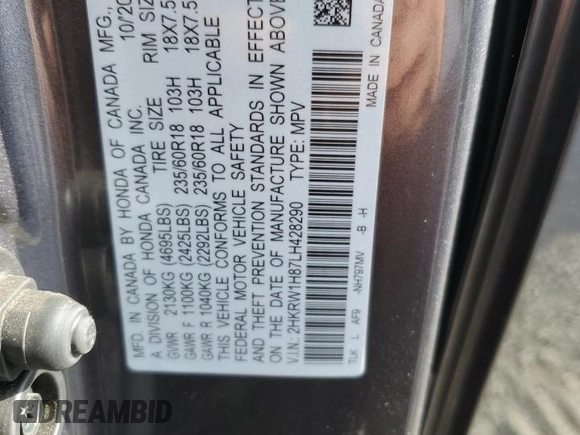 MFD. IN CANADA BY HONDA OF CANADA MFG.,
A DIVISION OF HONDA CANADA INC. 10/'20
TIRE SIZE RIM SIZE
GVWR 2130KG (4695LBS)
GAWR F 1100KG (2425LBS) 235/60R18 103H 18X7.5
GAWR R 1040KG (2292LBS) 235/60R18 103H 18X7.5
THIS VEHICLE CONFORMS TO ALL APPLICABLE
FEDERAL MOTOR VEHICLE SAFETY
AND THEFT PREVENTION STANDARDS IN EFFECT
ON THE DATE OF MANUFACTURE SHOWN ABOVE
V.I.N.: 2HKRW1H87LH428290 TYPE: MPV
TLK L AF9 -NH797MV -B -H MADE IN CANADA
DREAMBID